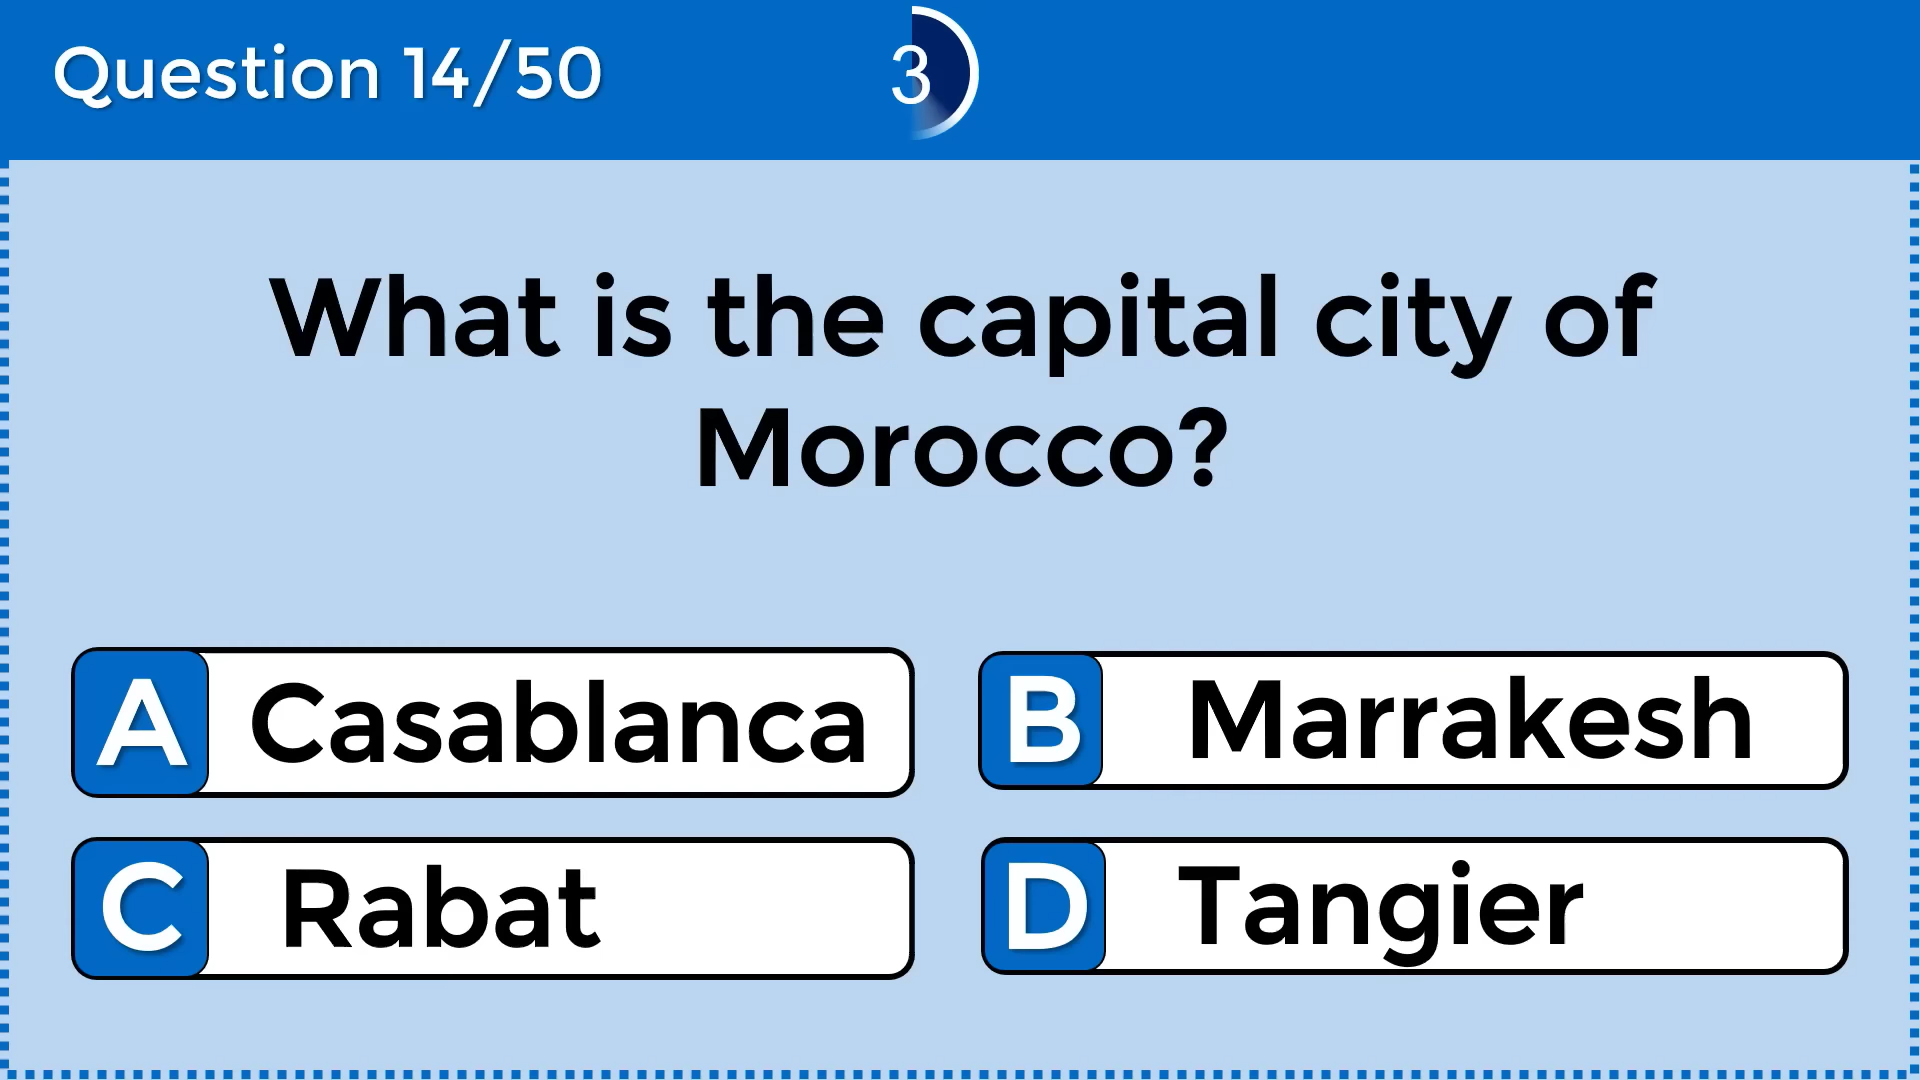 Question 14/50
3
What is the capital city of
Morocco?
A Casablanca
B Marrakesh
C Rabat
D Tangier